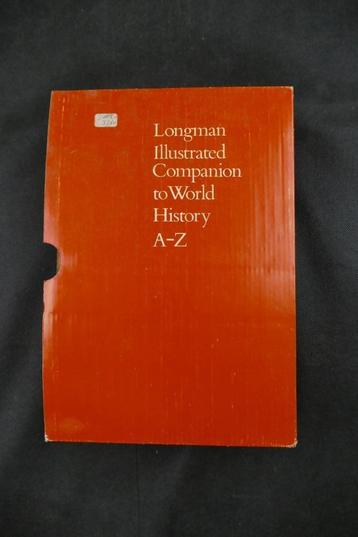 Longman
Illustrated
Companion
to World
History
A-Z